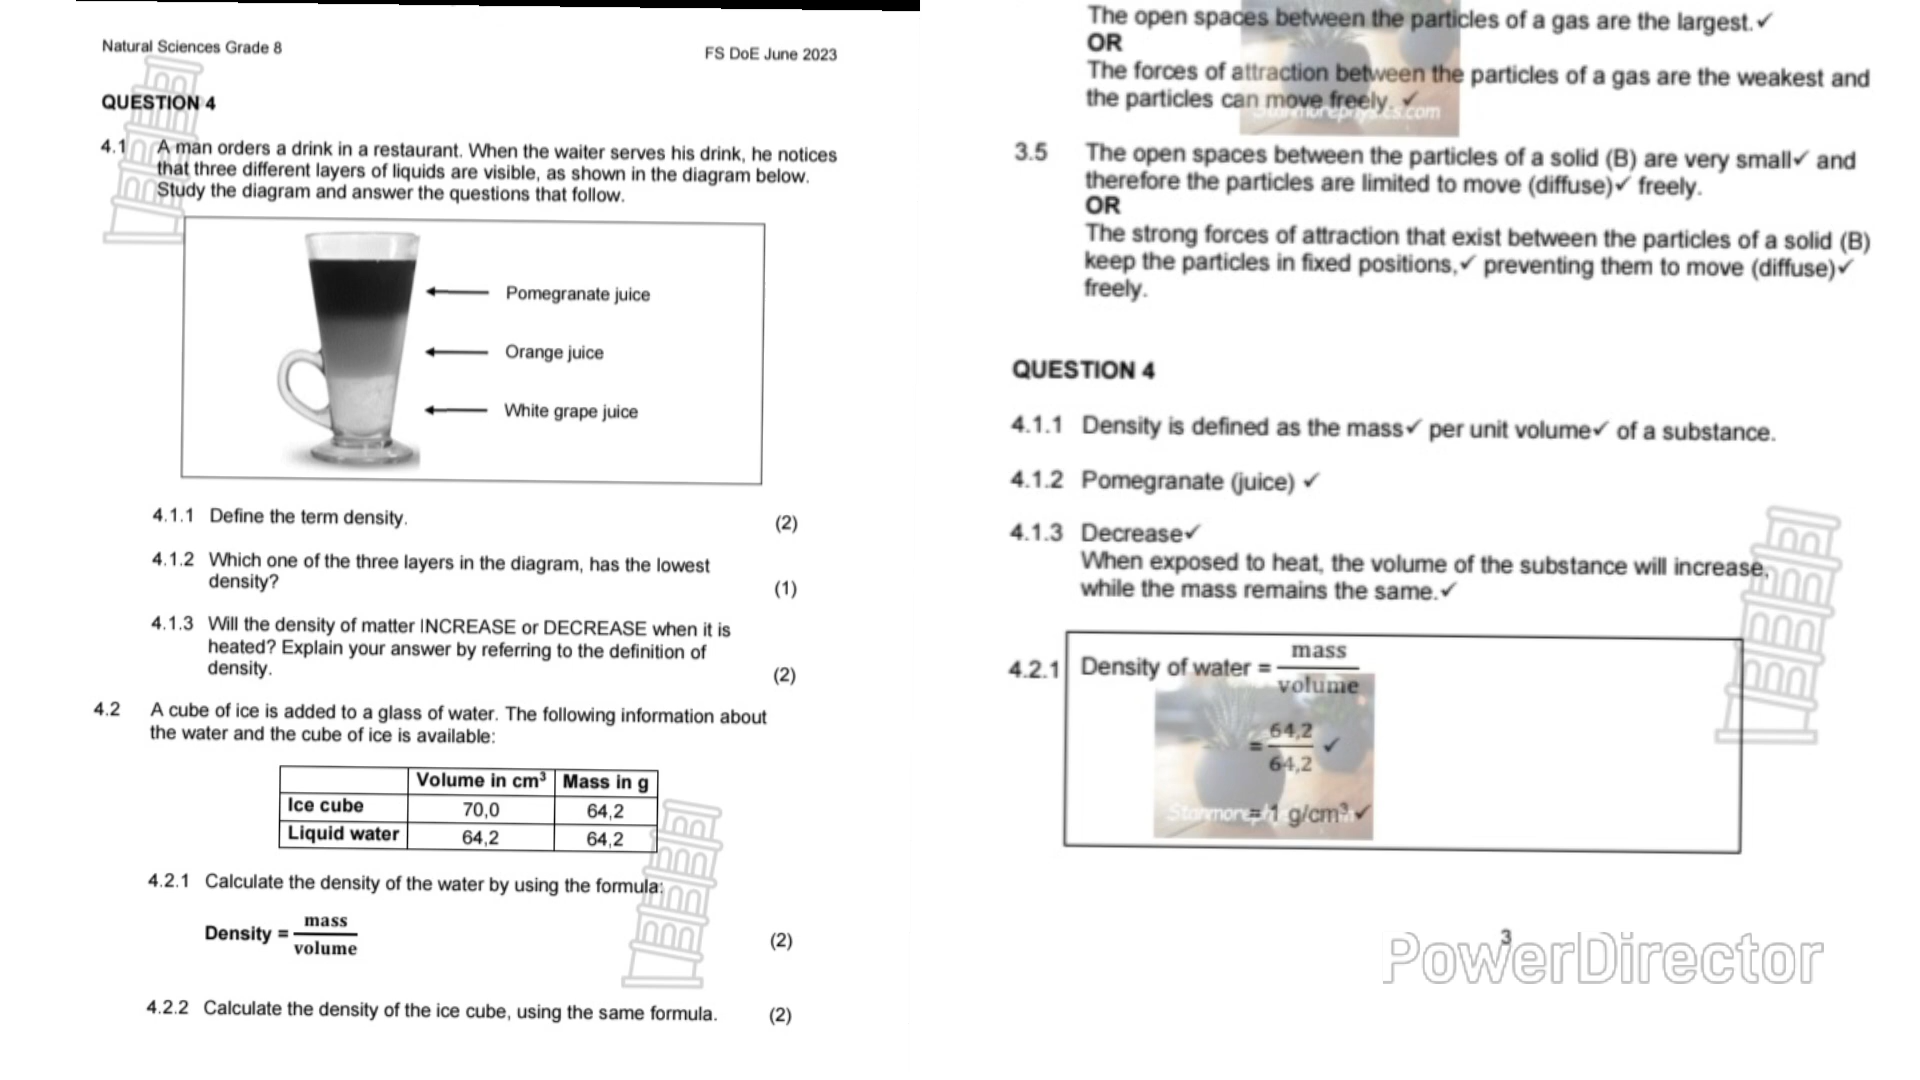 Natural Sciences Grade 8
FS DoE June 2023
QUESTION 4
4.1 A man orders a drink in a restaurant. When the waiter serves his drink, he notices
that three different layers of liquids are visible, as shown in the diagram below.
Study the diagram and answer the questions that follow.
Pomegranate juice
Orange juice
White grape juice
4.1.1 Define the term density. (2)
4.1.2 Which one of the three layers in the diagram, has the lowest
density? (1)
4.1.3 Will the density of matter INCREASE or DECREASE when it is
heated? Explain your answer by referring to the definition of
density. (2)
4.2 A cube of ice is added to a glass of water. The following information about
the water and the cube of ice is available:
Volume in cm³ Mass in g
Ice cube 70,0 64,2
Liquid water 64,2 64,2
4.2.1 Calculate the density of the water by using the formula:
Density = mass
volume
(2)
4.2.2 Calculate the density of the ice cube, using the same formula. (2)
The open spaces between the particles of a gas are the largest.✓
OR
The forces of attraction between the particles of a gas are the weakest and
the particles can move freely. ✓
Stanmorephysics.com
3.5 The open spaces between the particles of a solid (B) are very small✓ and
therefore the particles are limited to move (diffuse)✓ freely.
OR
The strong forces of attraction that exist between the particles of a solid (B)
keep the particles in fixed positions,✓ preventing them to move (diffuse)✓
freely.
QUESTION 4
4.1.1 Density is defined as the mass✓ per unit volume✓ of a substance.
4.1.2 Pomegranate (juice) ✓
4.1.3 Decrease✓
When exposed to heat, the volume of the substance will increase,
while the mass remains the same.✓
4.2.1 Density of water = mass
volume
= 64,2 ✓
64,2
= 1 g/cm³✓
3
PowerDirector